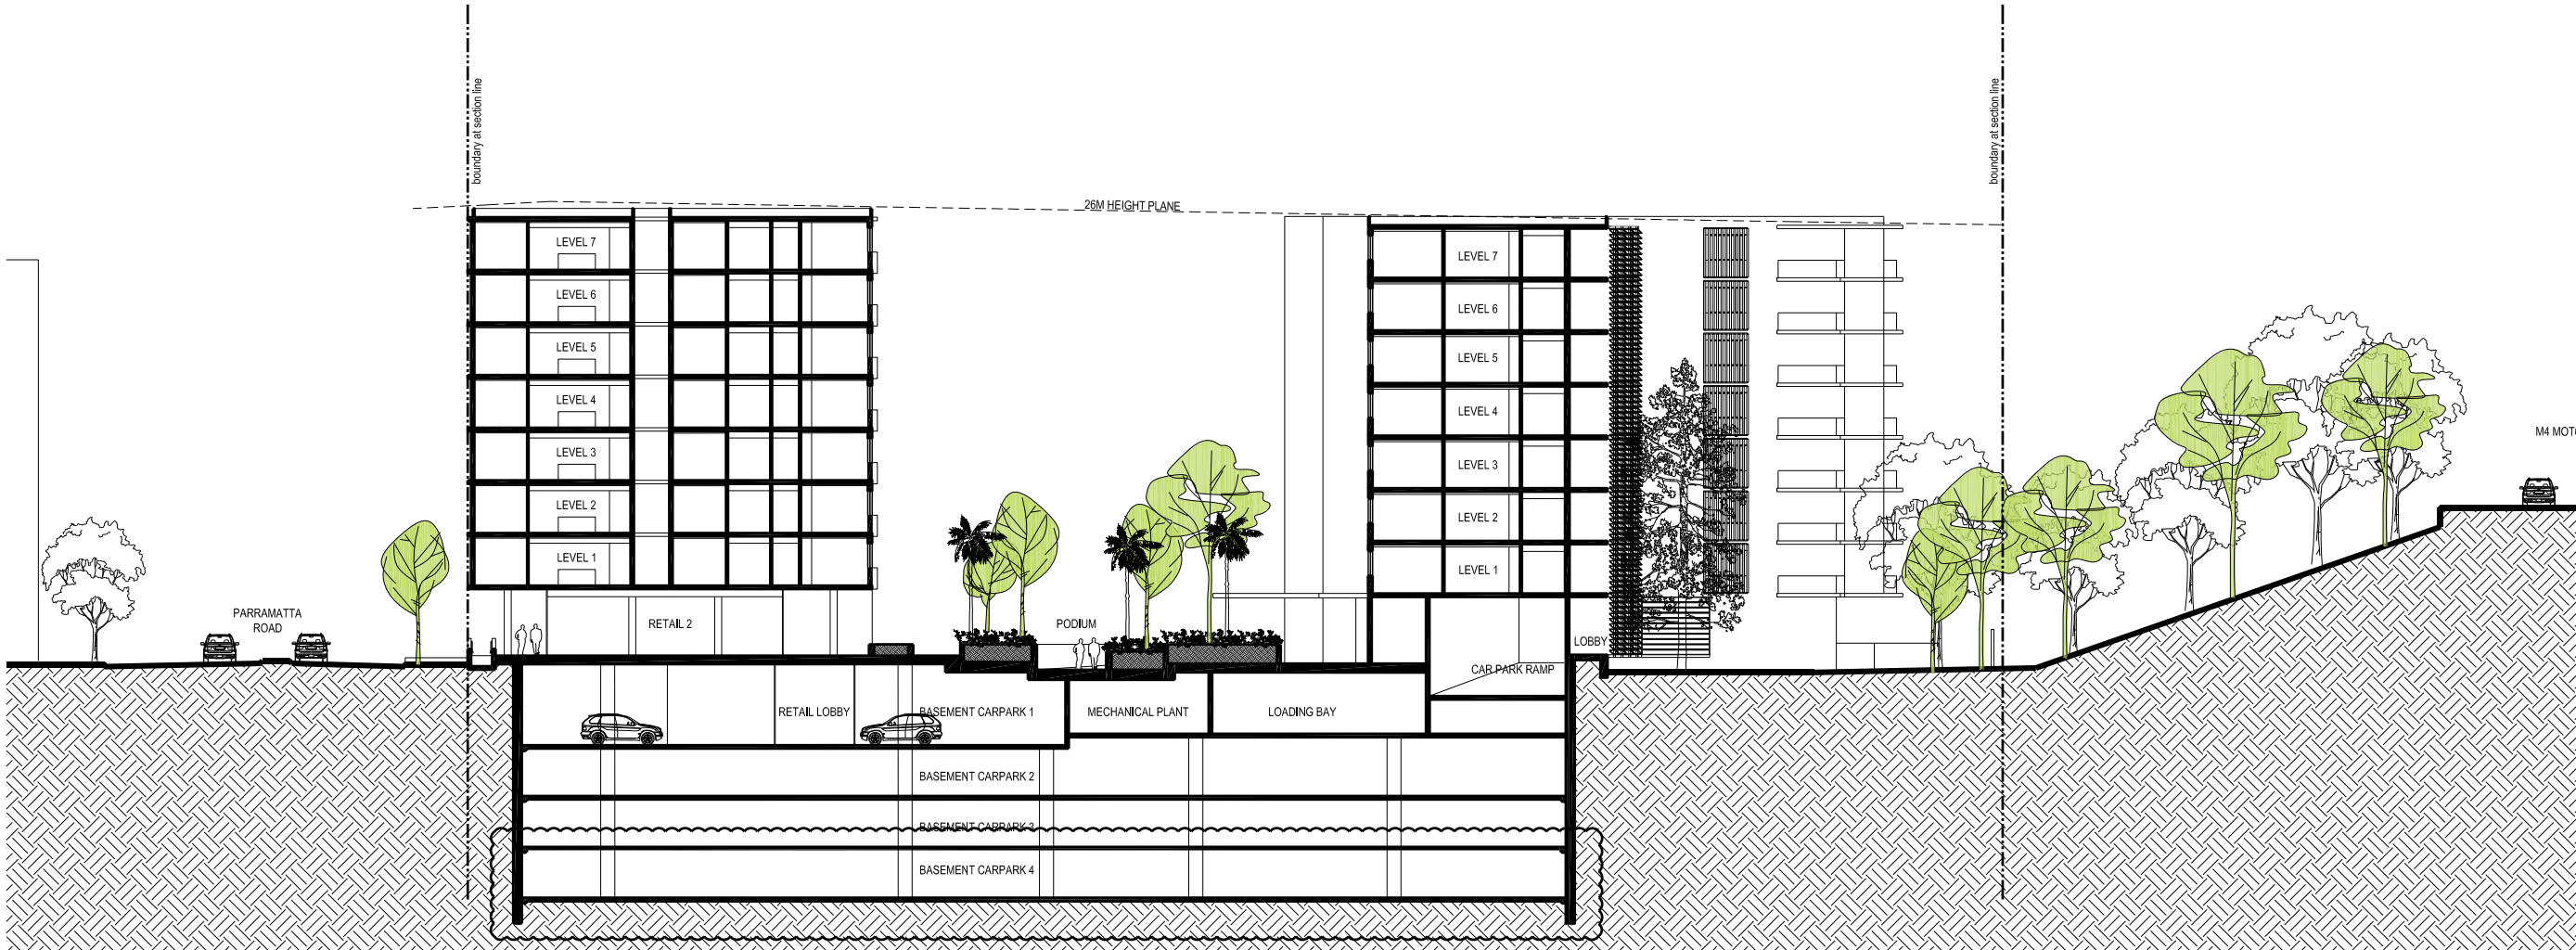 boundary at section line
boundary at section line
26M HEIGHT PLANE
LEVEL 7
LEVEL 6
LEVEL 5
LEVEL 4
LEVEL 3
LEVEL 2
LEVEL 1
RETAIL 2
LEVEL 7
LEVEL 6
LEVEL 5
LEVEL 4
LEVEL 3
LEVEL 2
LEVEL 1
M4 MOTO
PARRAMATTA
ROAD
PODIUM
LOBBY
CAR PARK RAMP
RETAIL LOBBY
BASEMENT CARPARK 1
MECHANICAL PLANT
LOADING BAY
BASEMENT CARPARK 2
BASEMENT CARPARK 3
BASEMENT CARPARK 4